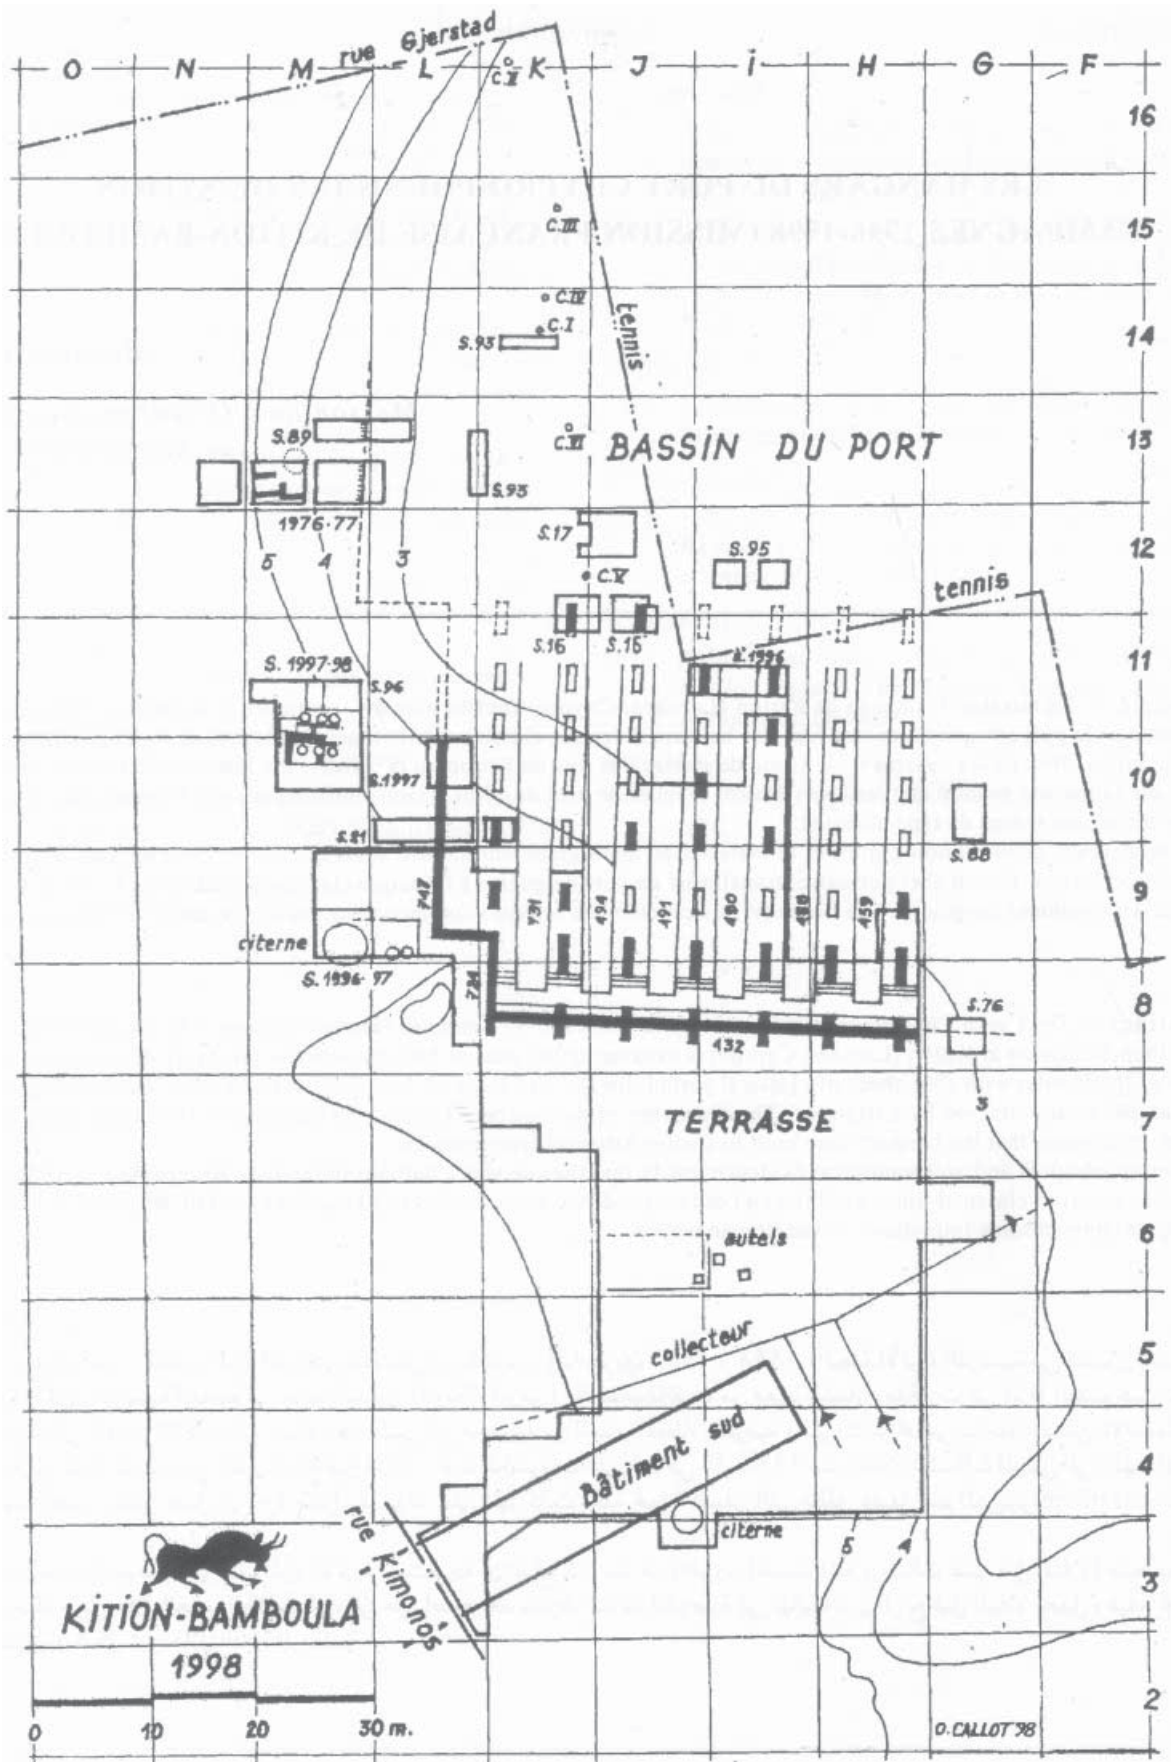 rue Gjerstad
O N M L K J I H G F
C.II
16
C.III
15
C.IV
C.I
tennis
14
S.93
S.89
C.VI
13
BASSIN DU PORT
S.93
1976-77
S.17
S.95
12
5 4 3
C.V
tennis
S.16 S.16
S. 1997-98
S.1996
11
S.96
S.1997
10
S.81
S.88
747 731 494 491 490 488 459
9
citerne
S. 1996-97
721
S.76
8
432
3
TERRASSE
7
autels
6
collecteur
5
Bâtiment sud
4
rue Kimonos
citerne
5 4
3
KITION-BAMBOULA
1998
2
0 10 20 30 m.
O. CALLOT 98